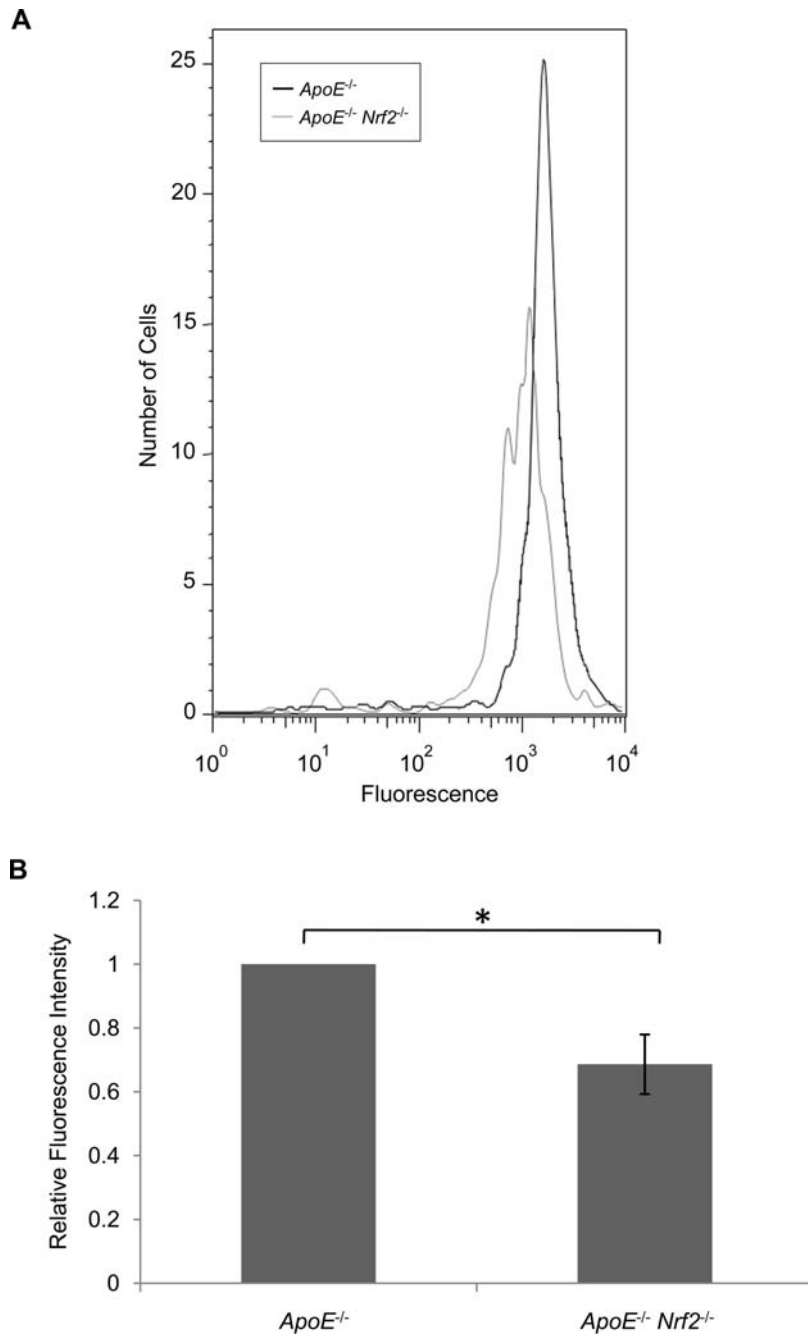 A
25
20
15
10
5
0
Number of Cells
ApoE-/-
ApoE-/- Nrf2-/-
10^0 10^1 10^2 10^3 10^4
Fluorescence
B
1.2
1
0.8
0.6
0.4
0.2
0
Relative Fluorescence Intensity
*
ApoE-/- ApoE-/- Nrf2-/-